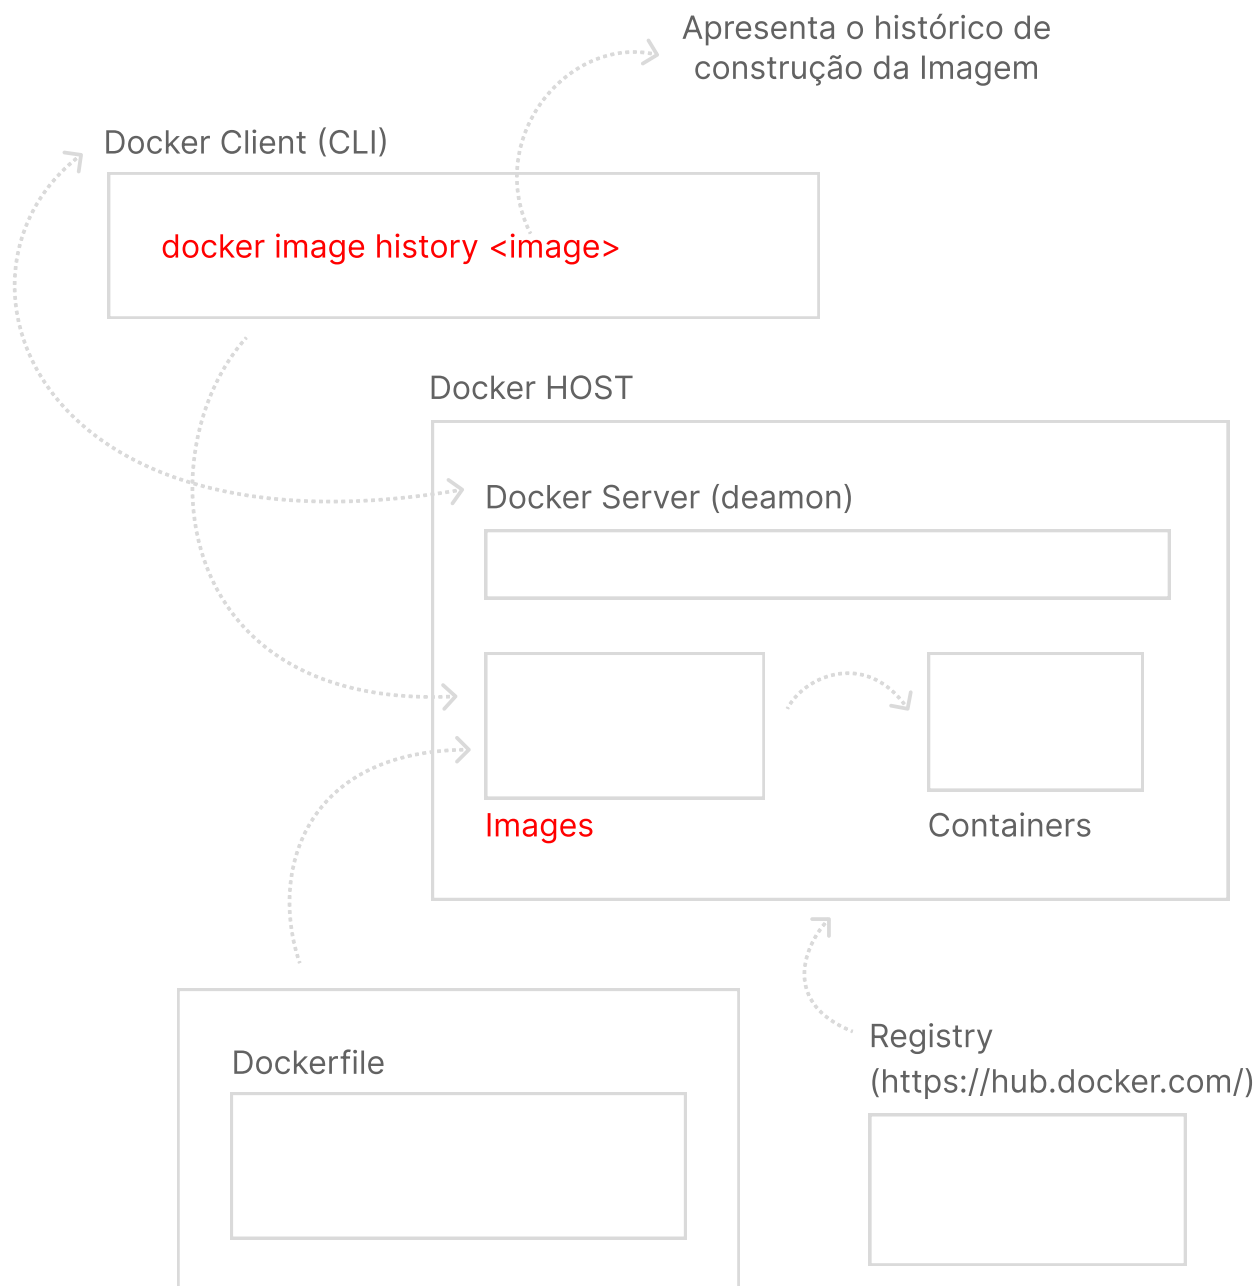 Apresenta o histórico de
construção da Imagem
Docker Client (CLI)
docker image history <image>
Docker HOST
Docker Server (deamon)
Images
Containers
Dockerfile
Registry
(https://hub.docker.com/)